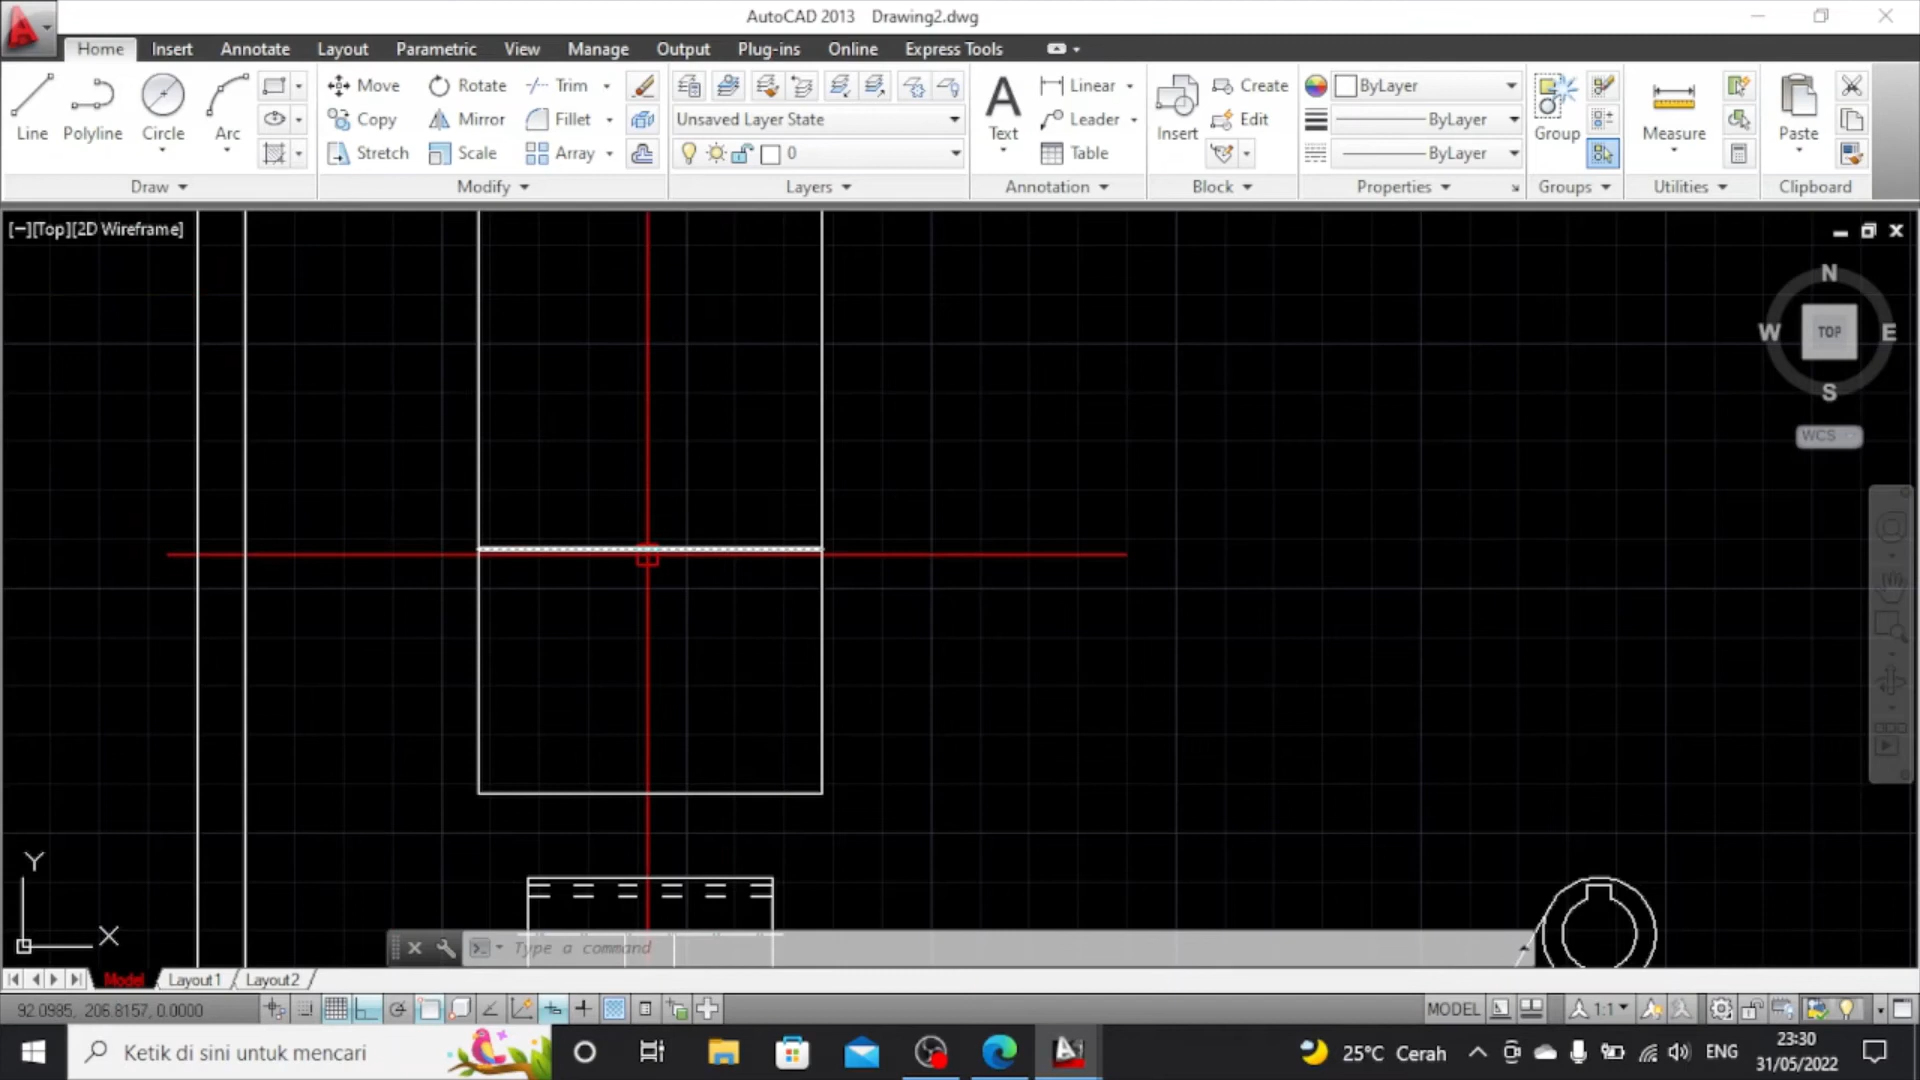 AutoCAD 2013 Drawing2.dwg
Home Insert Annotate Layout Parametric View Manage Output Plug-ins Online Express Tools
Line Polyline Circle Arc
Move Rotate Trim
Copy Mirror Fillet
Stretch Scale Array
Unsaved Layer State
0
Text
Linear
Leader
Table
Insert
Create
Edit
ByLayer
ByLayer
ByLayer
Group
Measure
Paste
Draw Modify Layers Annotation Block Properties Groups Utilities Clipboard
[−][Top][2D Wireframe]
N
W TOP E
S
WCS
Y
X
Type a command
Model Layout1 Layout2
92.0985, 206.8157, 0.0000
MODEL 1:1
Ketik di sini untuk mencari
25°C Cerah
ENG
23:30
31/05/2022